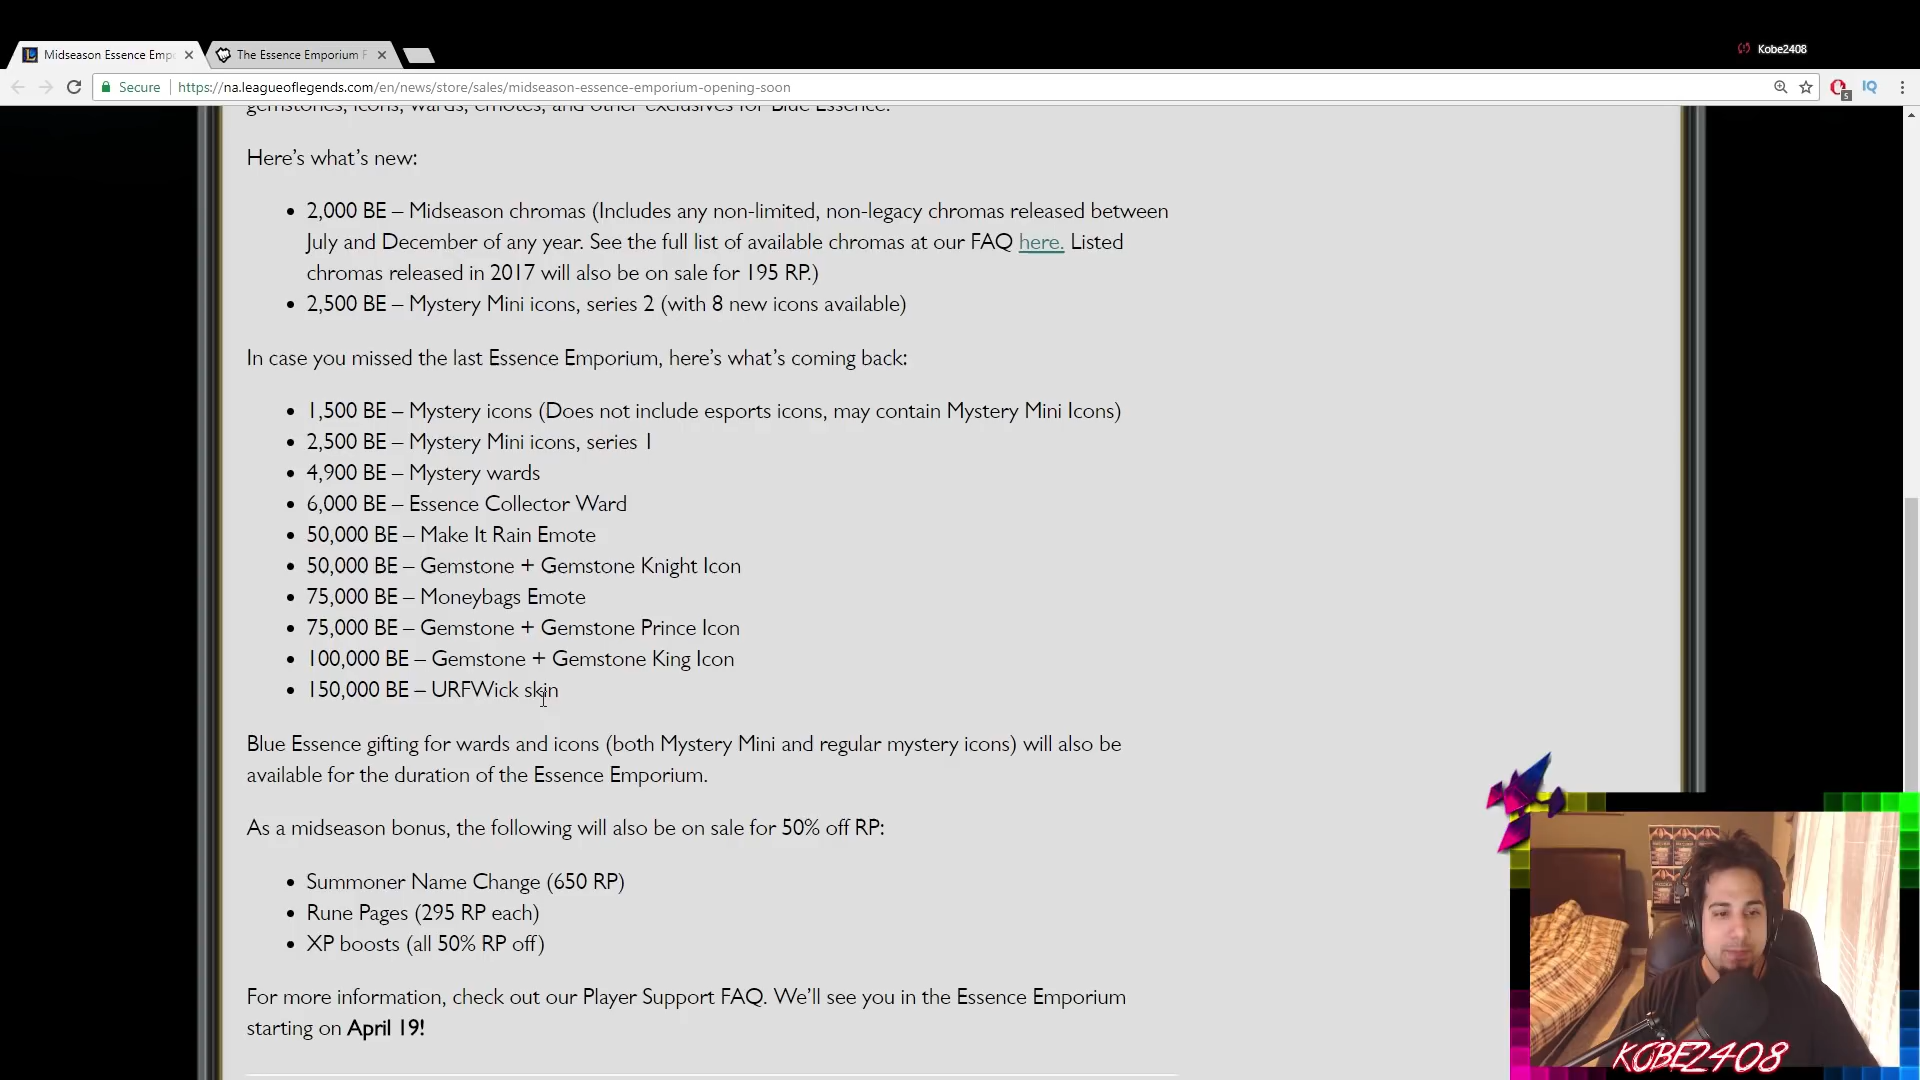 Midseason Essence Emp
The Essence Emporium F
Kobe2408
Secure
https://na.leagueoflegends.com/en/news/store/sales/midseason-essence-emporium-opening-soon
5
IQ
gemstones, icons, wards, emotes, and other exclusives for Blue Essence.
Here's what's new:
• 2,000 BE – Midseason chromas (Includes any non-limited, non-legacy chromas released between
July and December of any year. See the full list of available chromas at our FAQ here. Listed
chromas released in 2017 will also be on sale for 195 RP.)
• 2,500 BE – Mystery Mini icons, series 2 (with 8 new icons available)
In case you missed the last Essence Emporium, here's what's coming back:
• 1,500 BE – Mystery icons (Does not include esports icons, may contain Mystery Mini Icons)
• 2,500 BE – Mystery Mini icons, series 1
• 4,900 BE – Mystery wards
• 6,000 BE – Essence Collector Ward
• 50,000 BE – Make It Rain Emote
• 50,000 BE – Gemstone + Gemstone Knight Icon
• 75,000 BE – Moneybags Emote
• 75,000 BE – Gemstone + Gemstone Prince Icon
• 100,000 BE – Gemstone + Gemstone King Icon
• 150,000 BE – URFWick skin
Blue Essence gifting for wards and icons (both Mystery Mini and regular mystery icons) will also be
available for the duration of the Essence Emporium.
As a midseason bonus, the following will also be on sale for 50% off RP:
• Summoner Name Change (650 RP)
• Rune Pages (295 RP each)
• XP boosts (all 50% RP off)
For more information, check out our Player Support FAQ. We'll see you in the Essence Emporium
starting on April 19!
KOBE2408